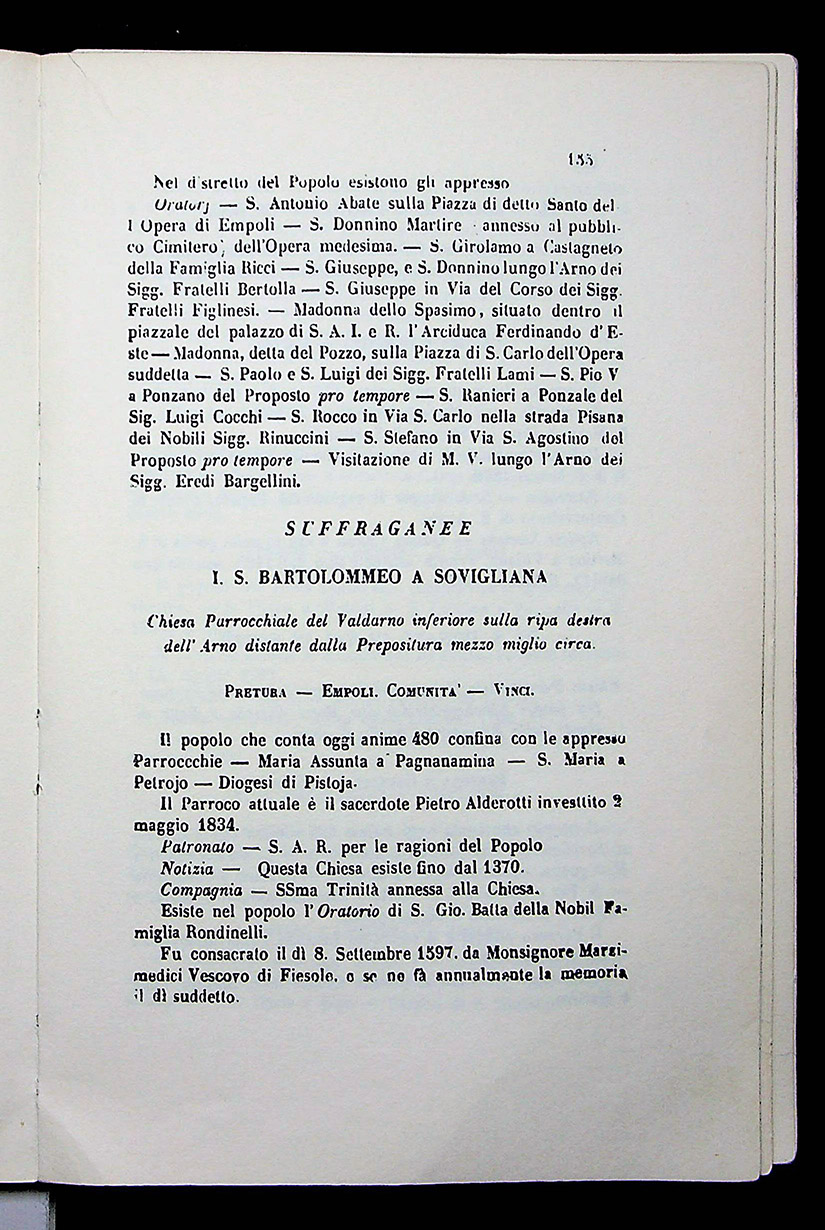 155
Nel distretto del Popolo esistono gli appresso
Oratorj — S. Antonio Abate sulla Piazza di detto Santo del
l Opera di Empoli — S. Donnino Martire annesso al pubbli-
co Cimitero, dell'Opera medesima. — S. Girolamo a Castagneto
della Famiglia Ricci — S. Giuseppe, e S. Donnino lungo l'Arno dei
Sigg. Fratelli Bertolla — S. Giuseppe in Via del Corso dei Sigg.
Fratelli Figlinesi. — Madonna dello Spasimo, situato dentro il
piazzale del palazzo di S. A. I. e R. l'Arciduca Ferdinando d'E-
ste — Madonna, detta del Pozzo, sulla Piazza di S. Carlo dell'Opera
suddetta — S. Paolo e S. Luigi dei Sigg. Fratelli Lami — S. Pio V
a Ponzano del Proposto pro tempore — S. Ranieri a Ponzale del
Sig. Luigi Cocchi — S. Rocco in Via S. Carlo nella strada Pisana
dei Nobili Sigg. Rinuccini — S. Stefano in Via S. Agostino del
Proposto pro tempore — Visitazione di M. V. lungo l'Arno dei
Sigg. Eredi Bargellini.
SUFFRAGANEE
I. S. BARTOLOMMEO A SOVIGLIANA
Chiesa Parrocchiale del Valdarno inferiore sulla ripa destra
dell' Arno distante dalla Prepositura mezzo miglio circa.
PRETURA — EMPOLI. COMUNITA' — VINCI.
Il popolo che conta oggi anime 480 confina con le appresso
Parroccchie — Maria Assunta a Pagnanamina — S. Maria a
Petrojo — Diogesi di Pistoja.
Il Parroco attuale è il sacerdote Pietro Alderotti investtito 2
maggio 1834.
Patronato — S. A. R. per le ragioni del Popolo
Notizia — Questa Chiesa esiste fino dal 1370.
Compagnia — SSma Trinità annessa alla Chiesa.
Esiste nel popolo l'Oratorio di S. Gio. Batta della Nobil Fa-
miglia Rondinelli.
Fu consacrato il dì 8. Settembre 1597. da Monsignore Marzi-
medici Vescovo di Fiesole. e se ne fà annualmente la memoria
il dì suddetto.